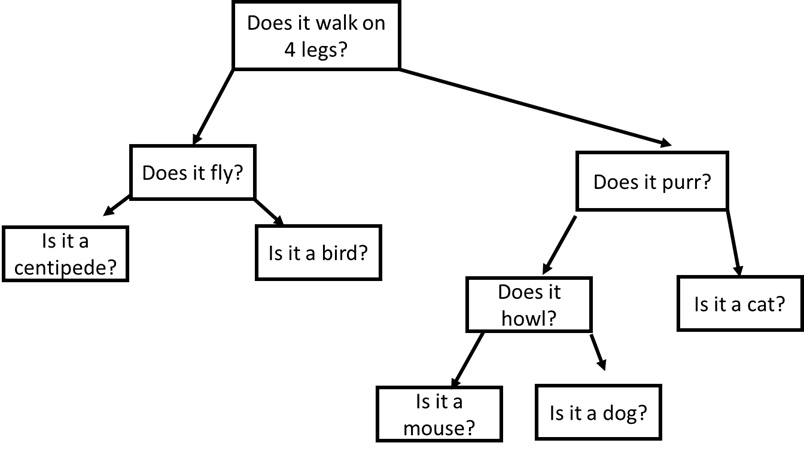 Does it walk on
4 legs?
Does it fly?
Does it purr?
Is it a
centipede?
Is it a bird?
Does it
howl?
Is it a cat?
Is it a
mouse?
Is it a dog?